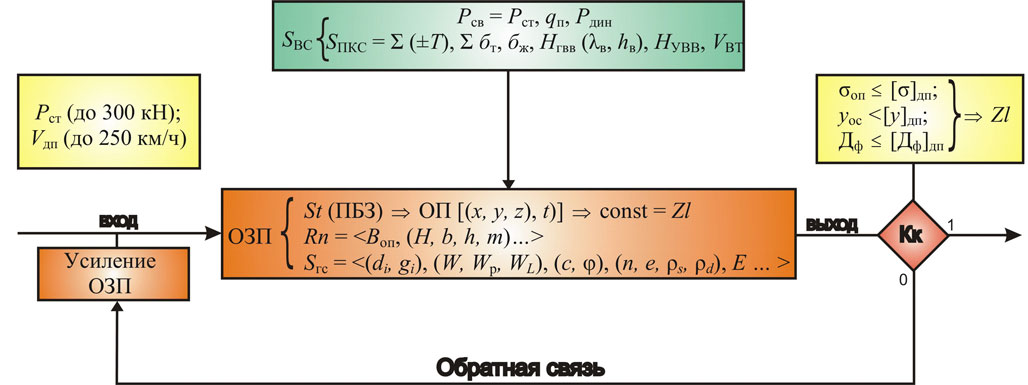 Pсв = Pст, qп, Pдин
SВС { SПКС = Σ (±T), Σ бт, бж, Hгвв (λв, hв), HУВВ, VВТ
Pст (до 300 кН);
Vдп (до 250 км/ч)
σоп ≤ [σ]дп;
yос <[y]дп;
Дф ≤ [Дф]дп
} ⇒ Zl
вход
ОЗП {
St (ПБЗ) ⇒ ОП [(x, y, z), t)] ⇒ const = Zl
Rn = <Bоп, (H, b, h, m)...>
Sгс = <(di, gi), (W, Wp, WL), (c, φ), (n, e, ρs, ρd), E ... >
выход
Кк
1
0
Усиление
ОЗП
Обратная связь